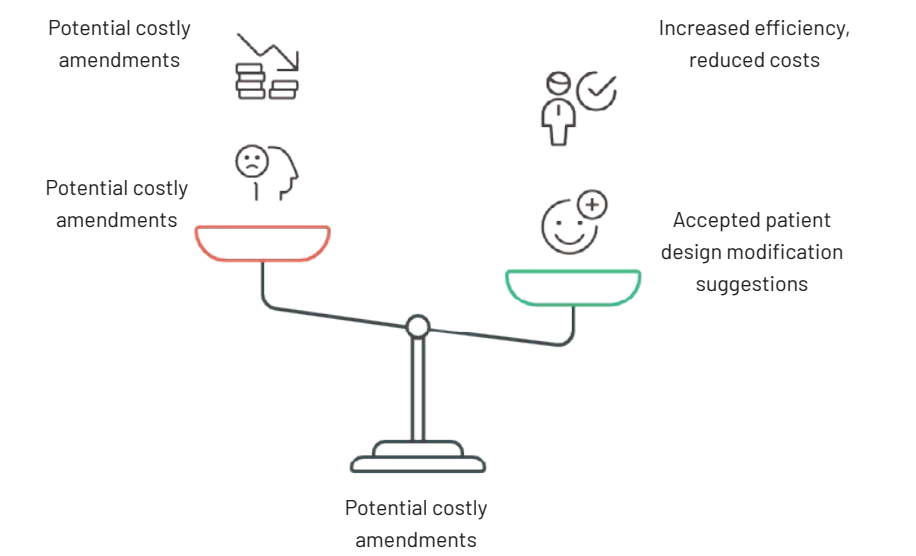 Potential costly
amendments
Increased efficiency,
reduced costs
Potential costly
amendments
Accepted patient
design modification
suggestions
Potential costly
amendments